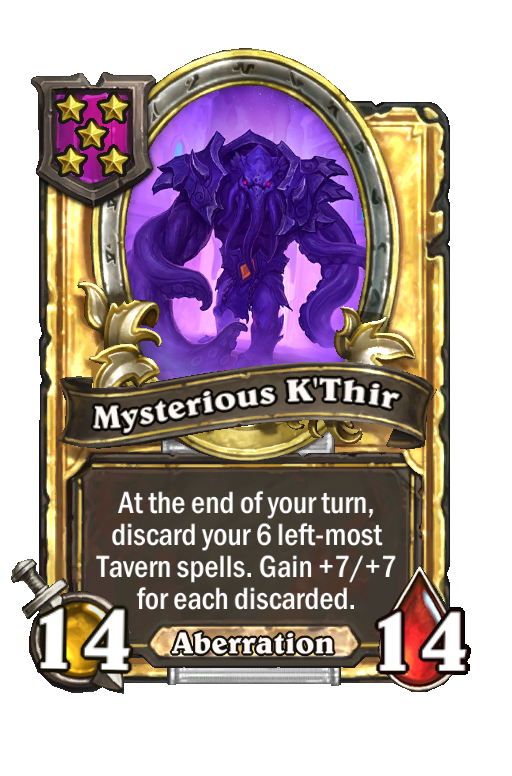 Mysterious K'Thir
At the end of your turn,
discard your 6 left-most
Tavern spells. Gain +7/+7
for each discarded.
14
Aberration
14